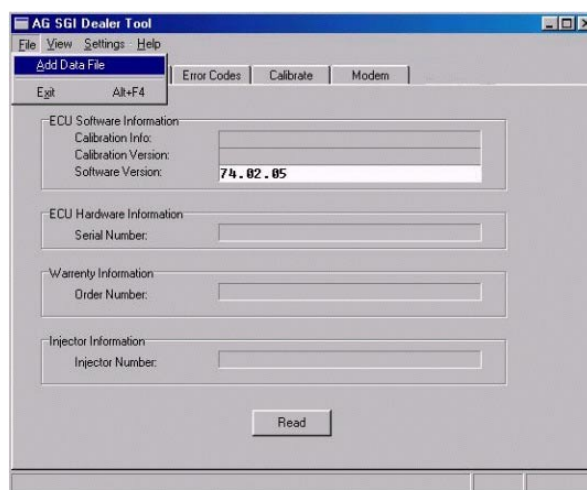 AG SGI Dealer Tool
File View Settings Help
Add Data File
Exit Alt+F4
Error Codes Calibrate Modem
ECU Software Information
Calibration Info:
Calibration Version:
Software Version: 74.02.05
ECU Hardware Information
Serial Number:
Warrenty Information
Order Number:
Injector Information
Injector Number:
Read